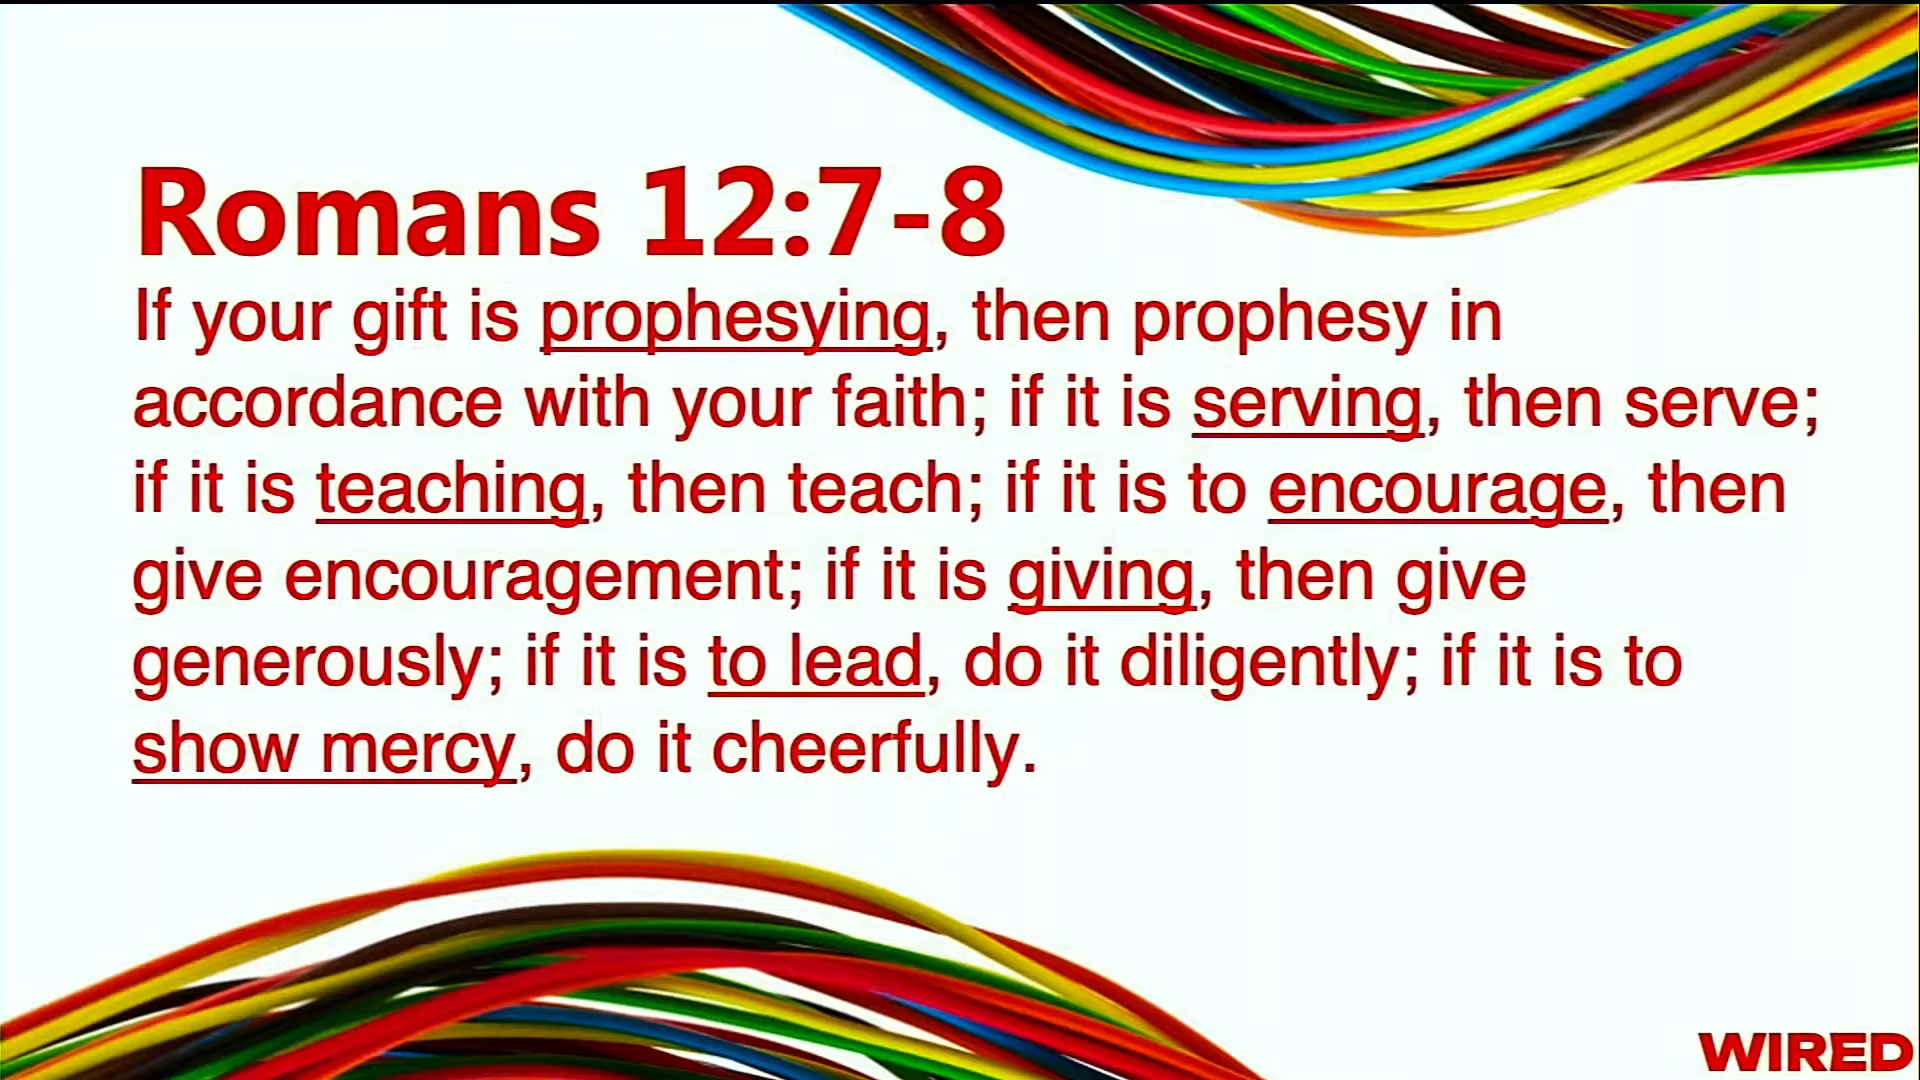 Romans 12:7-8
If your gift is prophesying, then prophesy in
accordance with your faith; if it is serving, then serve;
if it is teaching, then teach; if it is to encourage, then
give encouragement; if it is giving, then give
generously; if it is to lead, do it diligently; if it is to
show mercy, do it cheerfully.
WIRED